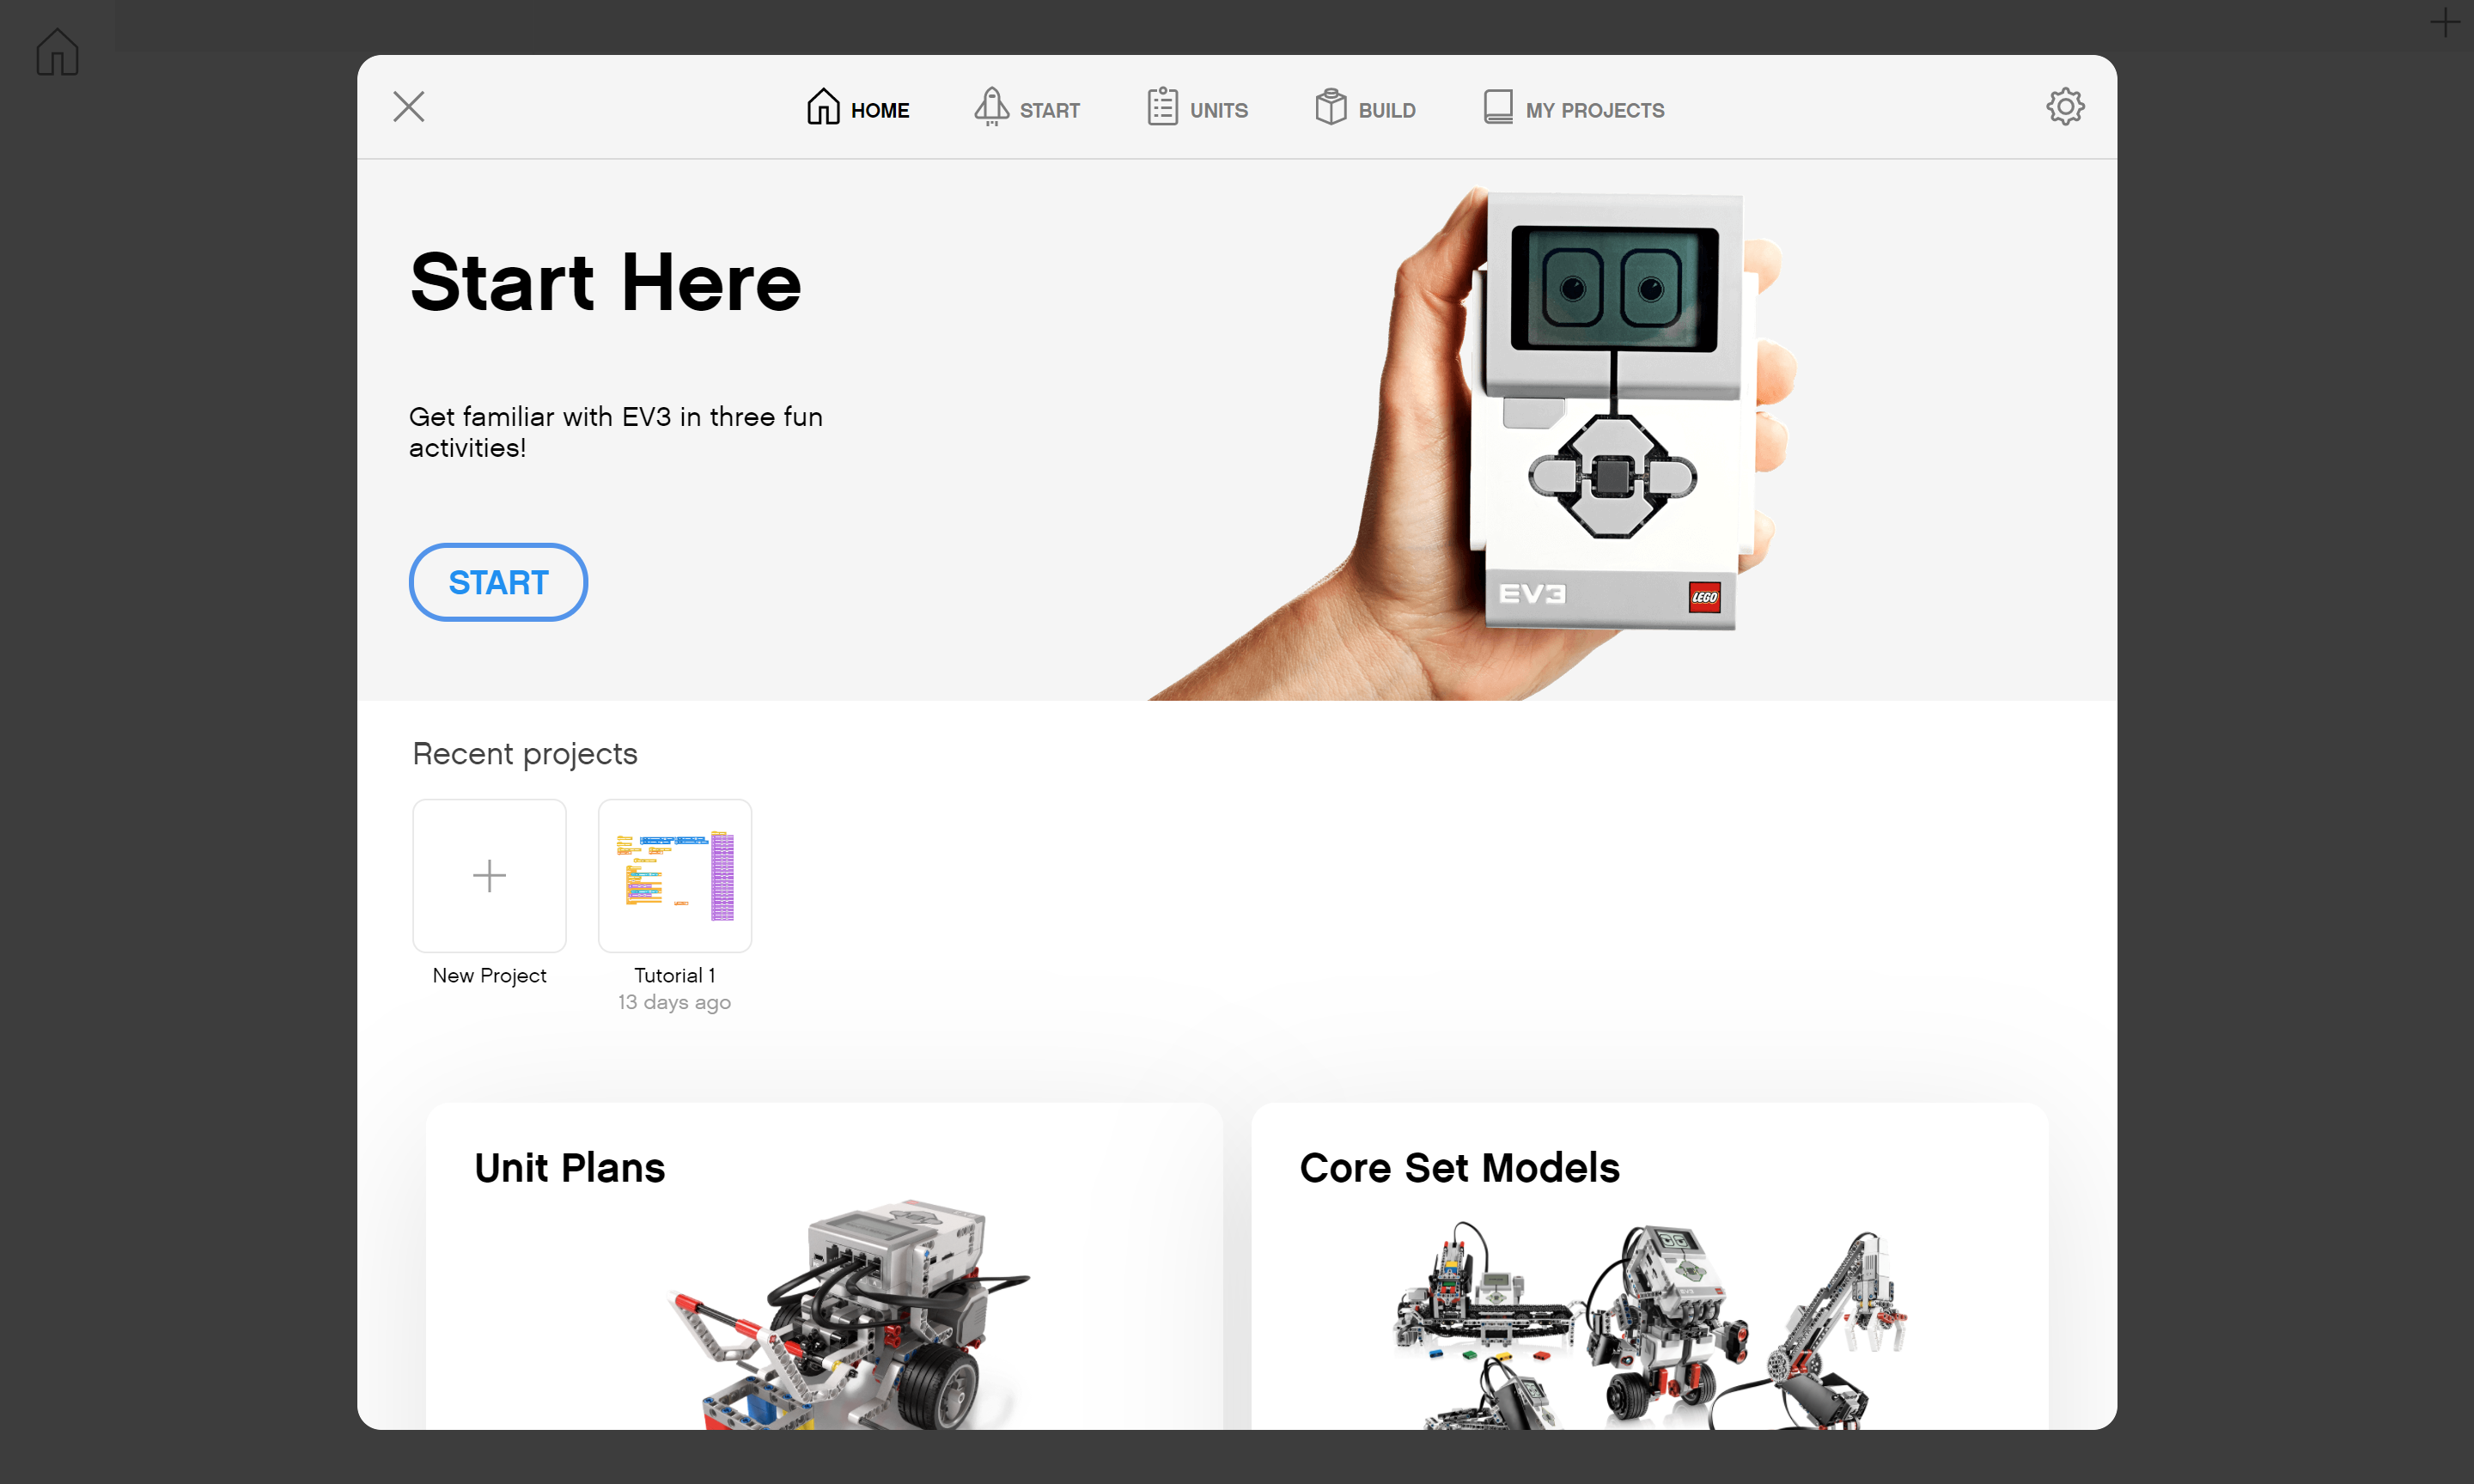 HOME
START
UNITS
BUILD
MY PROJECTS
Start Here
Get familiar with EV3 in three fun
activities!
START
EV3
LEGO
Recent projects
New Project
Tutorial 1
13 days ago
Unit Plans
Core Set Models
EV3